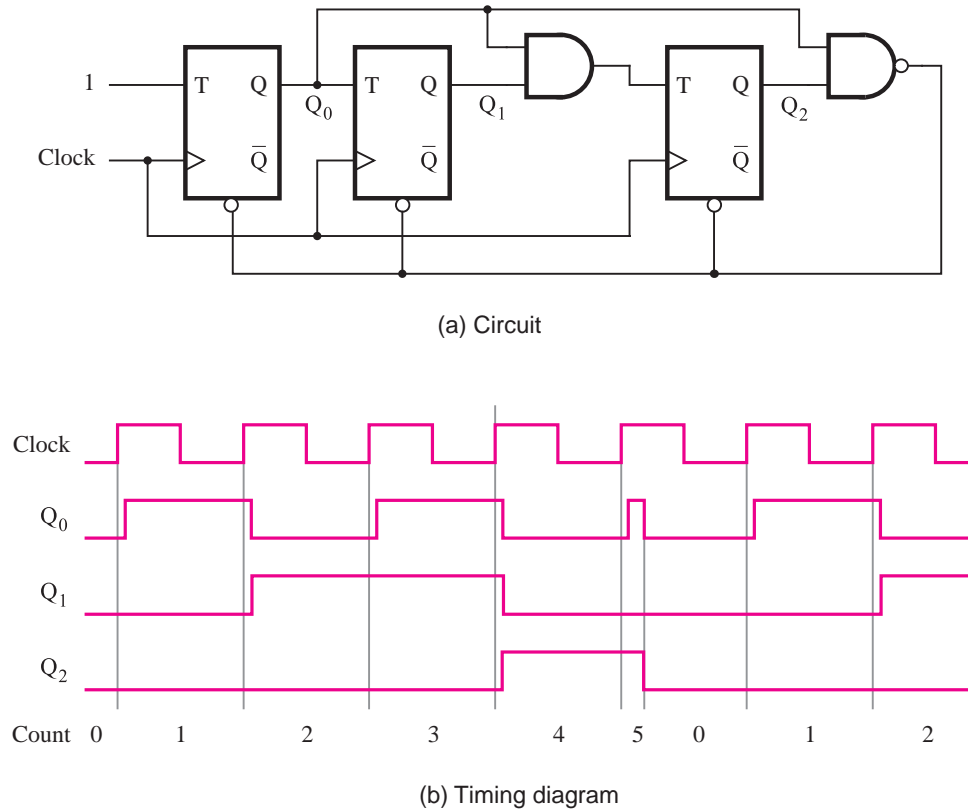 1 T Q T Q T Q
Q0 Q1 Q2
Clock Q̅ Q̅ Q̅
(a) Circuit
Clock
Q0
Q1
Q2
Count 0 1 2 3 4 5 0 1 2
(b) Timing diagram